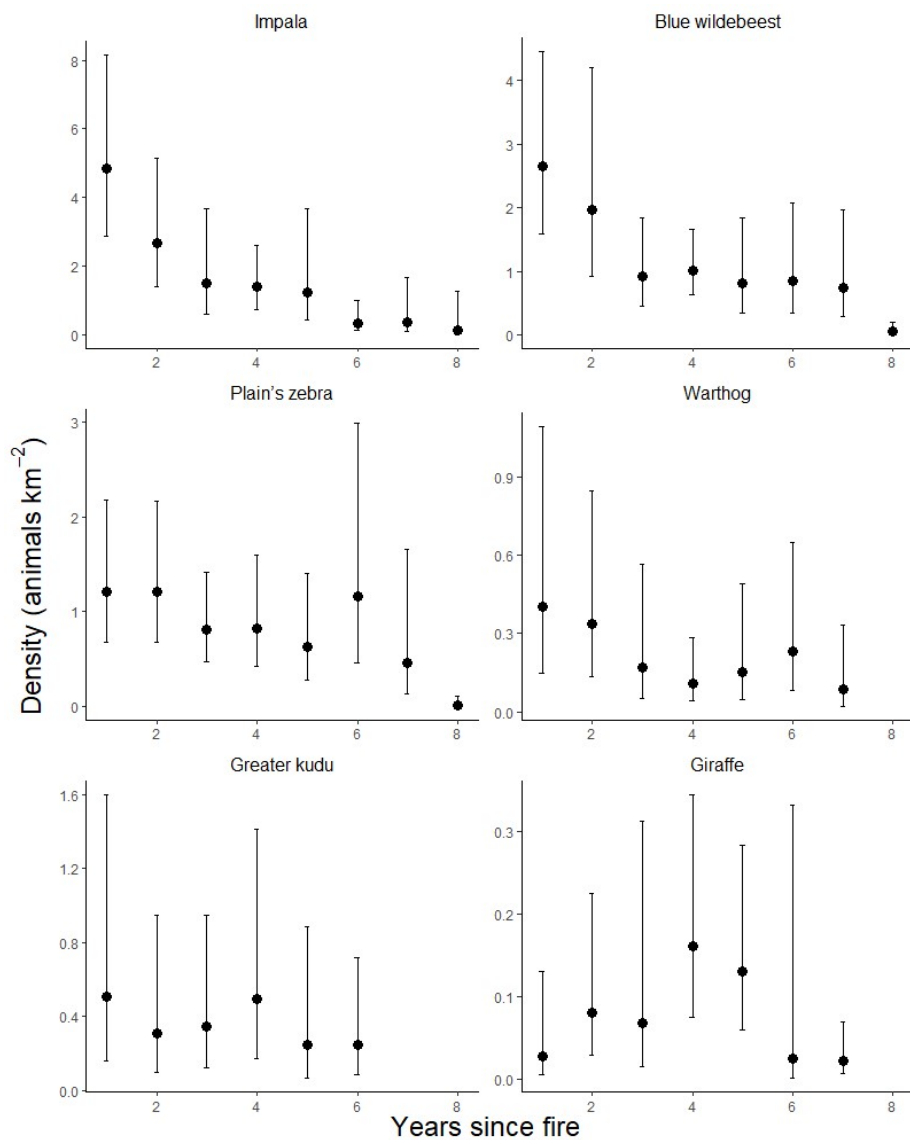 Impala
Blue wildebeest
8
6
4
2
0
4
3
2
1
0
2 4 6 8
2 4 6 8
Plain's zebra
Warthog
3
2
1
0
0.9
0.6
0.3
0.0
2 4 6 8
2 4 6 8
Greater kudu
Giraffe
1.6
1.2
0.8
0.4
0.0
0.3
0.2
0.1
0.0
2 4 6 8
2 4 6 8
Density (animals km⁻²)
Years since fire